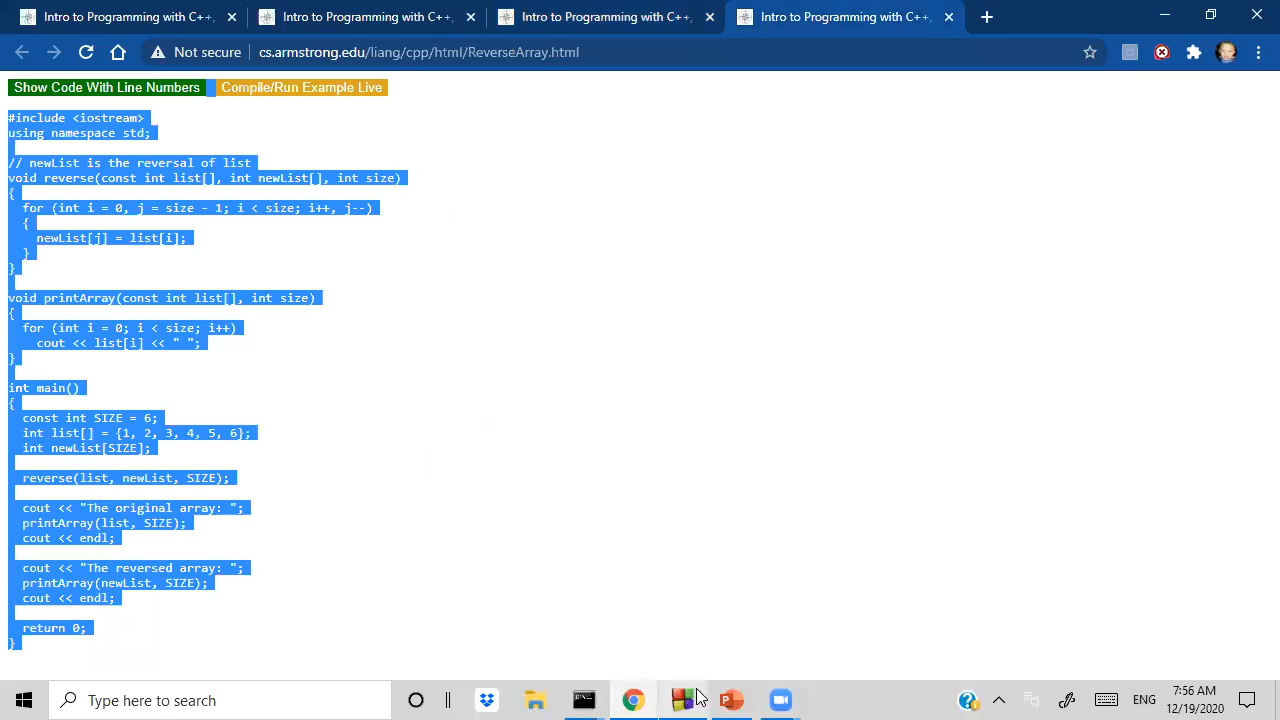 Intro to Programming with C++, Intro to Programming with C++, Intro to Programming with C++, Intro to Programming with C++,
Not secure cs.armstrong.edu/liang/cpp/html/ReverseArray.html
Show Code With Line Numbers Compile/Run Example Live
#include <iostream>
using namespace std;
// newList is the reversal of list
void reverse(const int list[], int newList[], int size)
{
for (int i = 0, j = size - 1; i < size; i++, j--)
{
newList[j] = list[i];
}
}
void printArray(const int list[], int size)
{
for (int i = 0; i < size; i++)
cout << list[i] << " ";
}
int main()
{
const int SIZE = 6;
int list[] = {1, 2, 3, 4, 5, 6};
int newList[SIZE];
reverse(list, newList, SIZE);
cout << "The original array: ";
printArray(list, SIZE);
cout << endl;
cout << "The reversed array: ";
printArray(newList, SIZE);
cout << endl;
return 0;
}
Type here to search
ENG
7:56 AM
12/19/2020